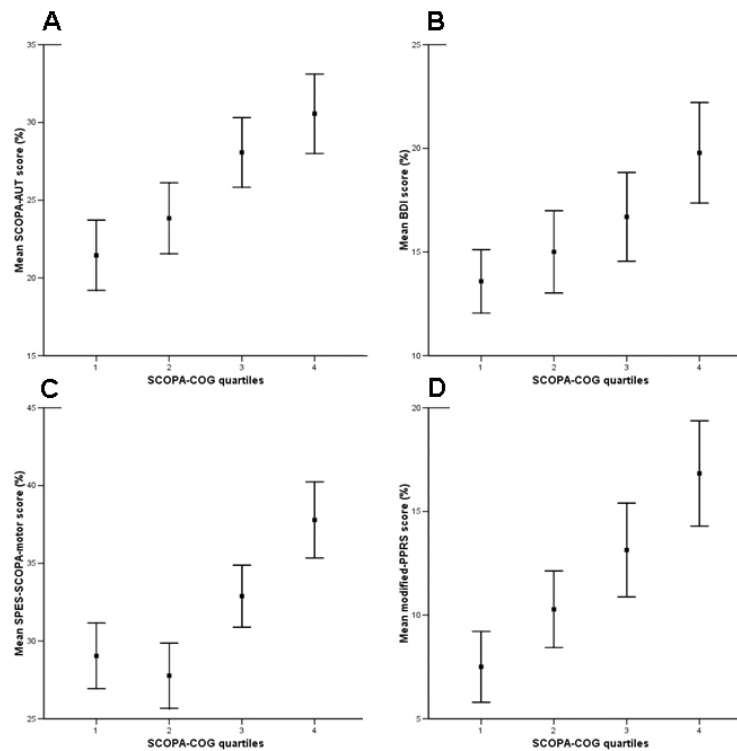 A
Mean SCOPA-AUT score (%)
35
30
25
20
15
1 2 3 4
SCOPA-COG quartiles
B
Mean BDI score (%)
25
20
15
10
1 2 3 4
SCOPA-COG quartiles
C
Mean SPES-SCOPA-motor score (%)
45
40
35
30
25
1 2 3 4
SCOPA-COG quartiles
D
Mean modified-PPRS score (%)
20
15
10
5
1 2 3 4
SCOPA-COG quartiles